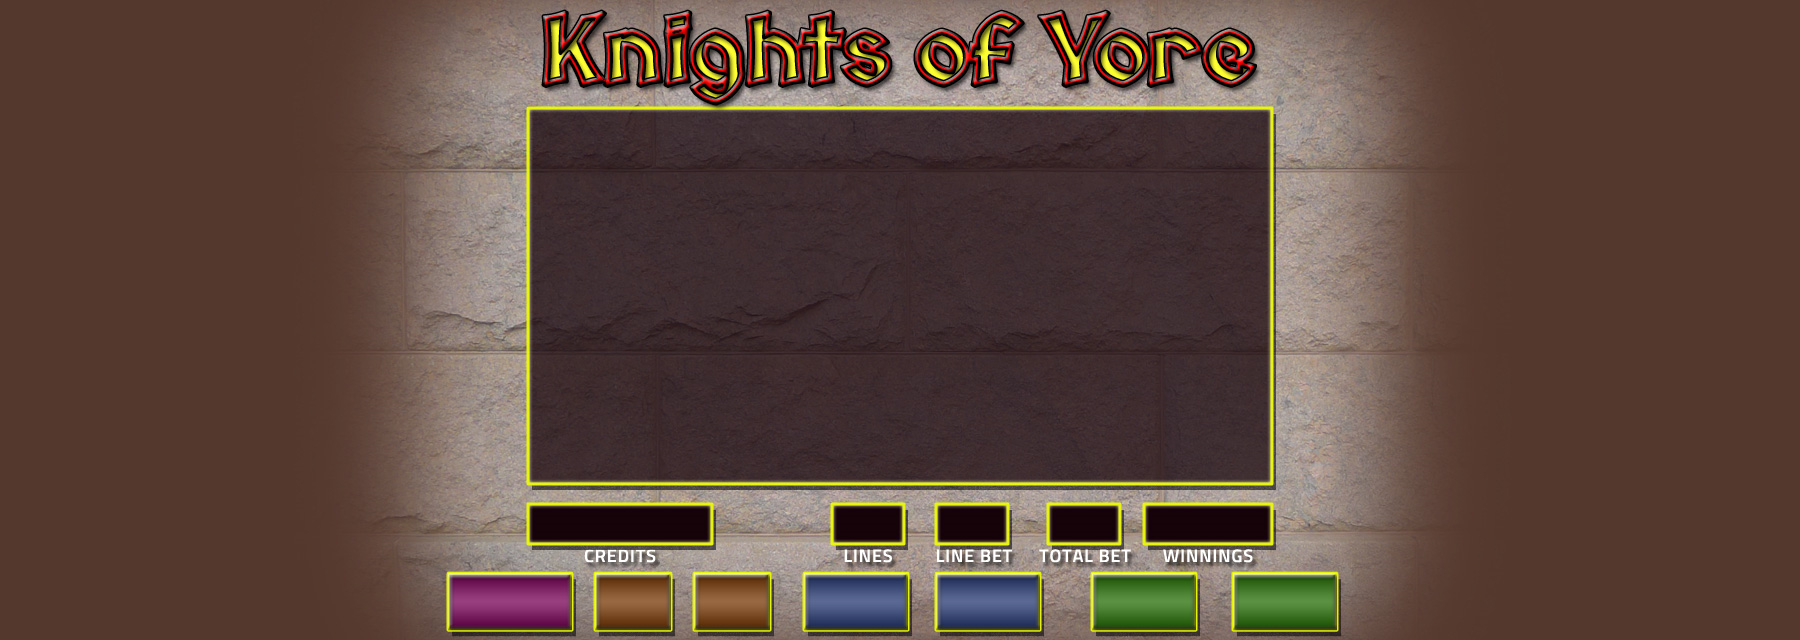 Knights of Yore
CREDITS LINES LINE BET TOTAL BET WINNINGS